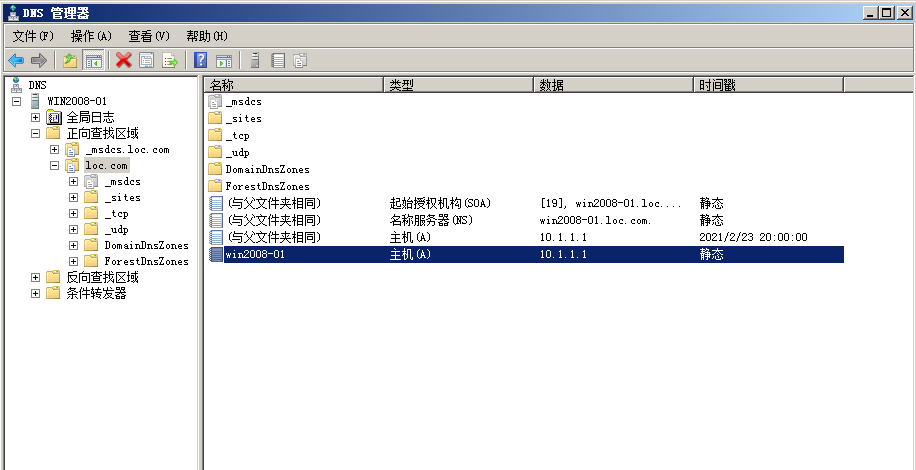 DNS 管理器
文件(F) 操作(A) 查看(V) 帮助(H)
DNS
WIN2008-01
全局日志
正向查找区域
_msdcs.loc.com
loc.com
_msdcs
_sites
_tcp
_udp
DomainDnsZones
ForestDnsZones
反向查找区域
条件转发器
名称 类型 数据 时间戳
_msdcs
_sites
_tcp
_udp
DomainDnsZones
ForestDnsZones
(与父文件夹相同) 起始授权机构(SOA) [19], win2008-01.loc.... 静态
(与父文件夹相同) 名称服务器(NS) win2008-01.loc.com. 静态
(与父文件夹相同) 主机(A) 10.1.1.1 2021/2/23 20:00:00
win2008-01 主机(A) 10.1.1.1 静态